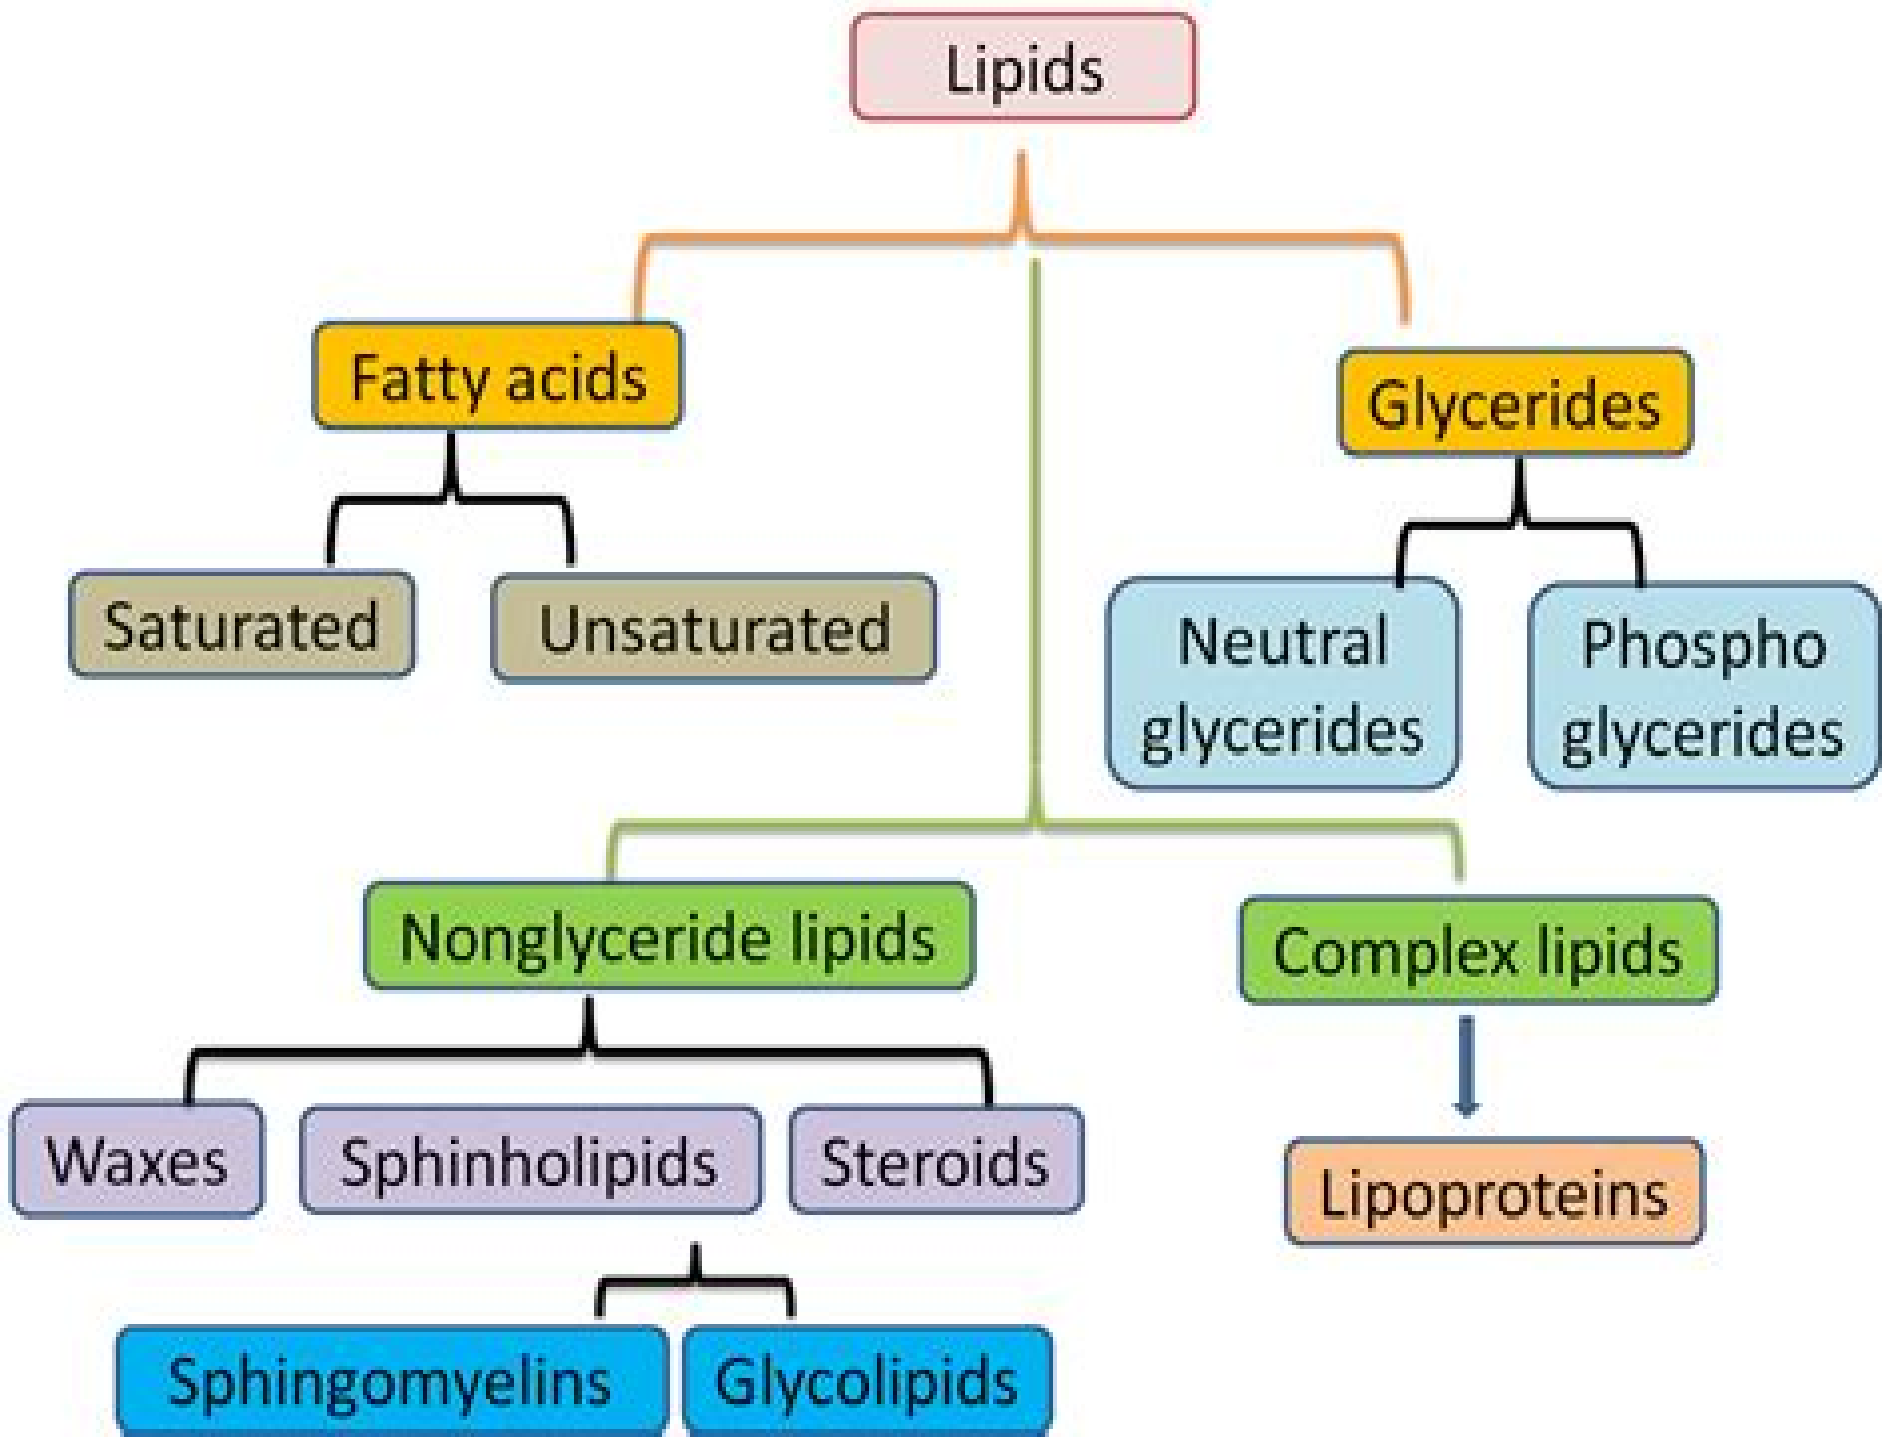 Lipids
Fatty acids
Glycerides
Saturated
Unsaturated
Neutral
glycerides
Phospho
glycerides
Nonglyceride lipids
Complex lipids
Waxes
Sphinholipids
Steroids
Lipoproteins
Sphingomyelins
Glycolipids